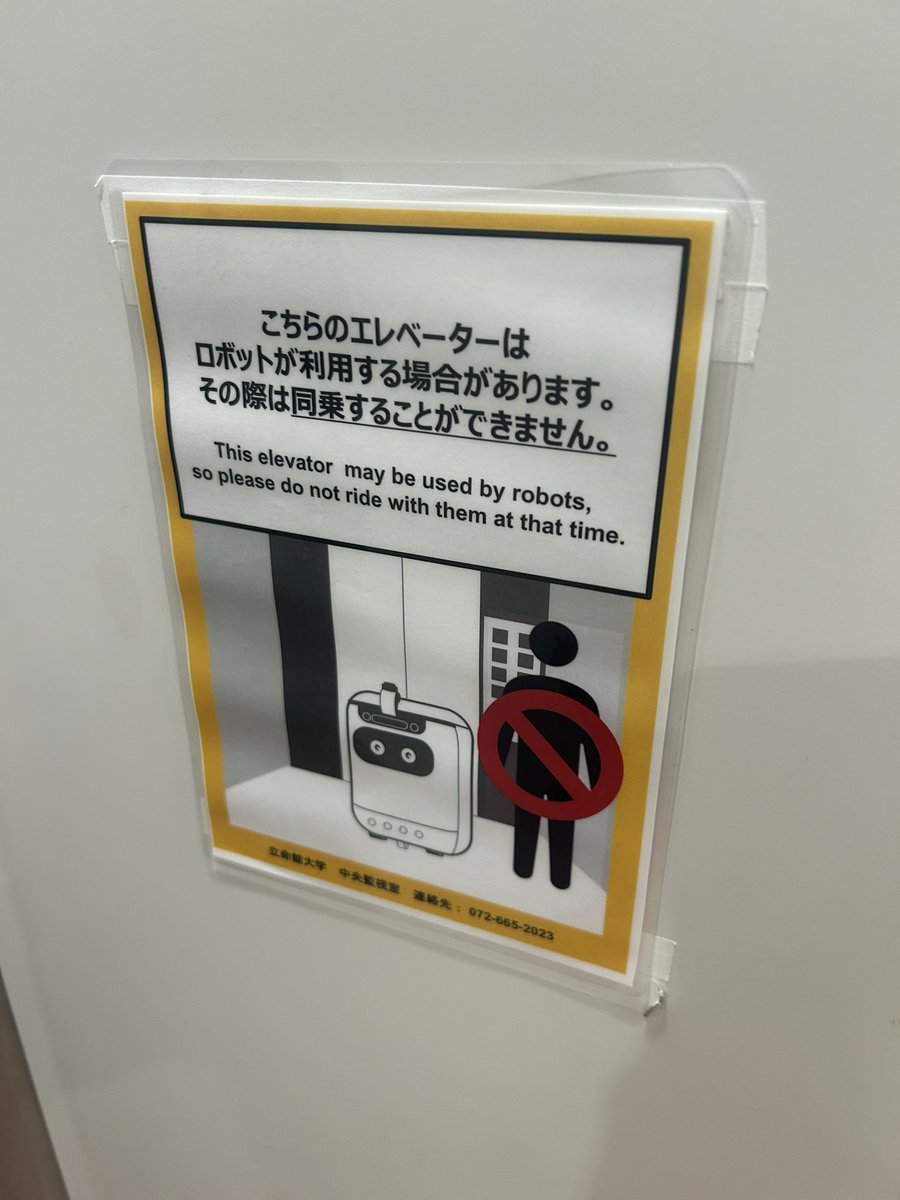 こちらのエレベーターは
ロボットが利用する場合があります。
その際は同乗することができません。
This elevator may be used by robots,
so please do not ride with them at that time.
立命館大学 中央監視室 連絡先： 072-665-2023